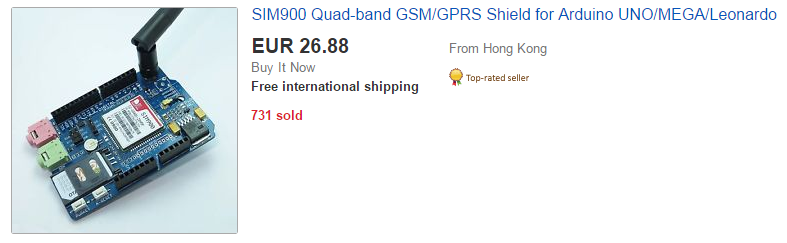 SIM900 Quad-band GSM/GPRS Shield for Arduino UNO/MEGA/Leonardo
EUR 26.88
From Hong Kong
Buy It Now
Top-rated seller
Free international shipping
731 sold
SIM900